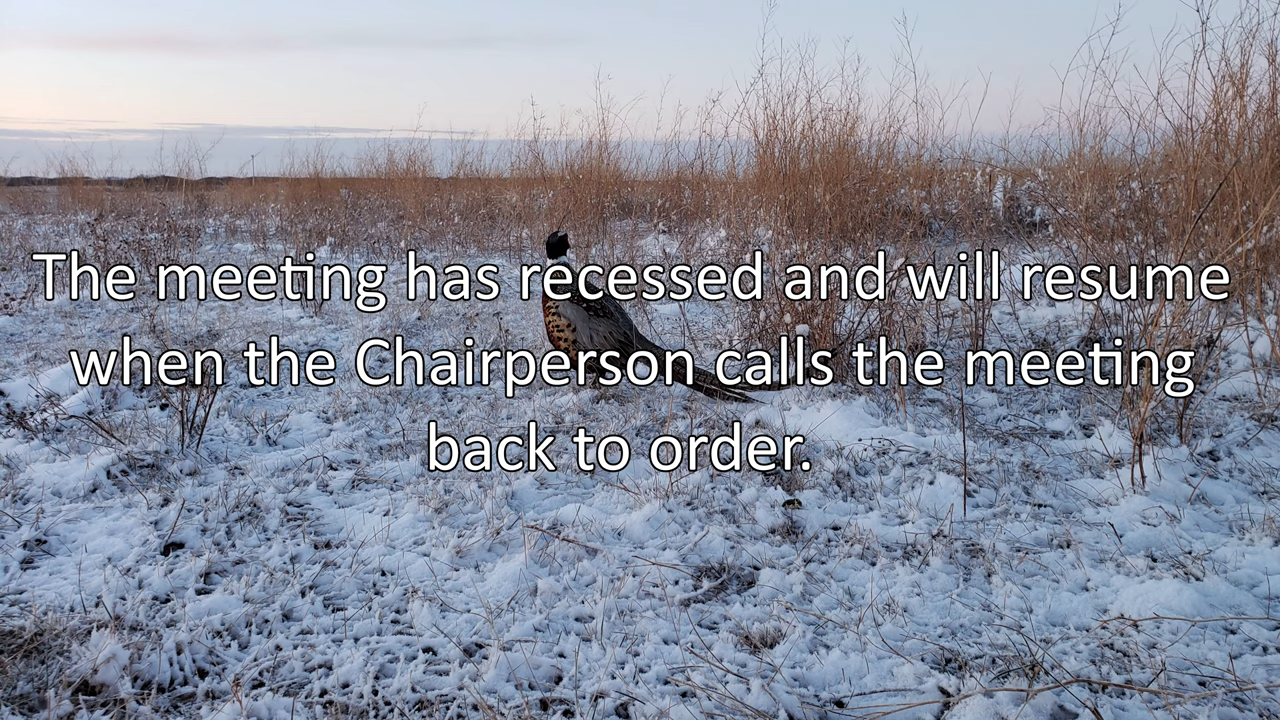 The meeting has recessed and will resume
when the Chairperson calls the meeting
back to order.